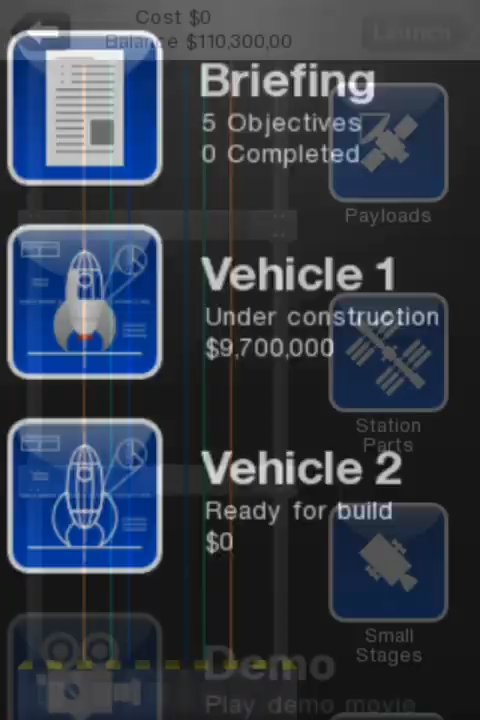 Cost $0
Balance $110,300,00
Launch
Briefing
5 Objectives
0 Completed
Payloads
Vehicle 1
Under construction
$9,700,000
Station
Parts
Vehicle 2
Ready for build
$0
Small
Stages
Demo
Play demo movie